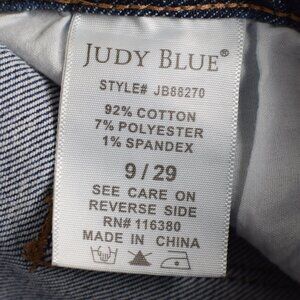 JUDY BLUE®
STYLE# JB88270
92% COTTON
7% POLYESTER
1% SPANDEX
9 / 29
SEE CARE ON
REVERSE SIDE
RN# 116380
MADE IN CHINA